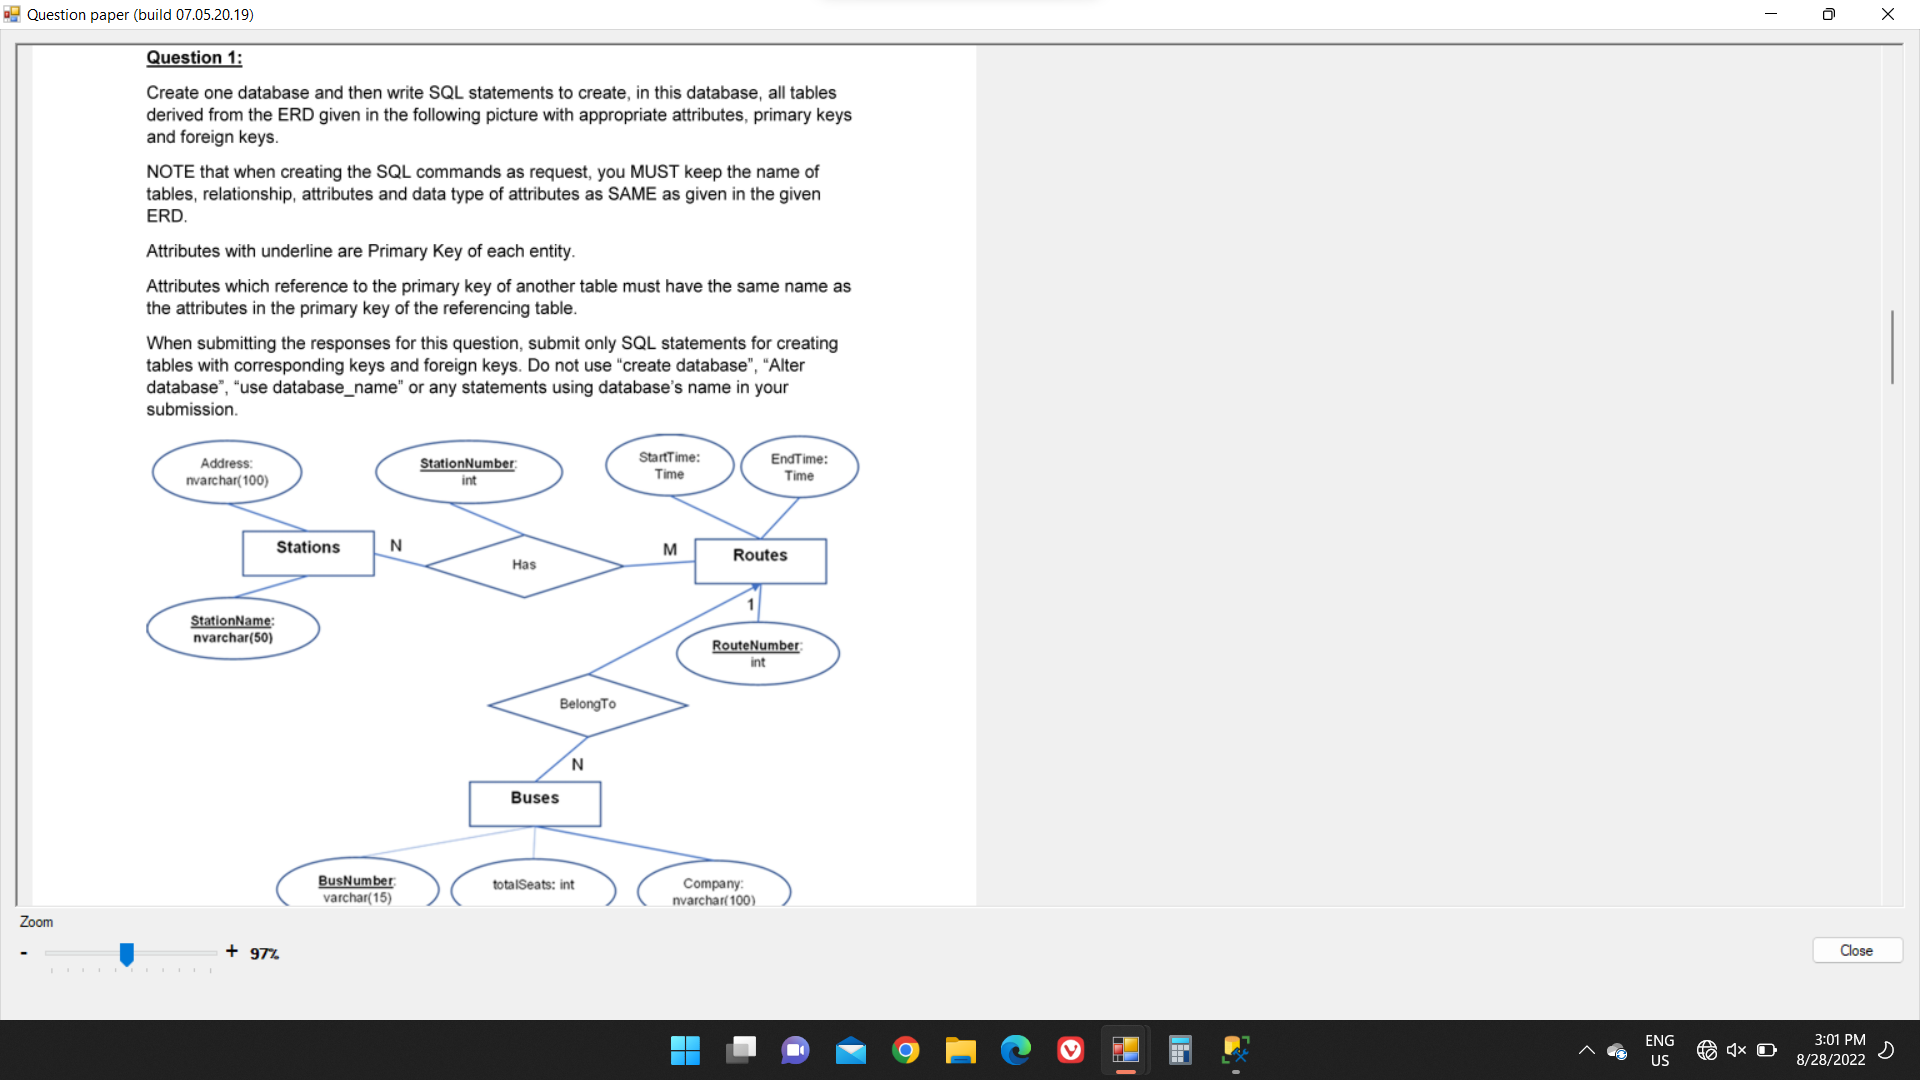 Question paper (build 07.05.20.19)
Question 1:
Create one database and then write SQL statements to create, in this database, all tables
derived from the ERD given in the following picture with appropriate attributes, primary keys
and foreign keys.
NOTE that when creating the SQL commands as request, you MUST keep the name of
tables, relationship, attributes and data type of attributes as SAME as given in the given
ERD.
Attributes with underline are Primary Key of each entity.
Attributes which reference to the primary key of another table must have the same name as
the attributes in the primary key of the referencing table.
When submitting the responses for this question, submit only SQL statements for creating
tables with corresponding keys and foreign keys. Do not use “create database”, “Alter
database”, “use database_name” or any statements using database’s name in your
submission.
Address:
nvarchar(100)
StationNumber:
int
StartTime:
Time
EndTime:
Time
Stations
N
Has
M
Routes
1
StationName:
nvarchar(50)
RouteNumber:
int
BelongTo
N
Buses
BusNumber:
varchar(15)
totalSeats: int
Company:
nvarchar(100)
Zoom
- + 97%
Close
ENG
US
3:01 PM
8/28/2022